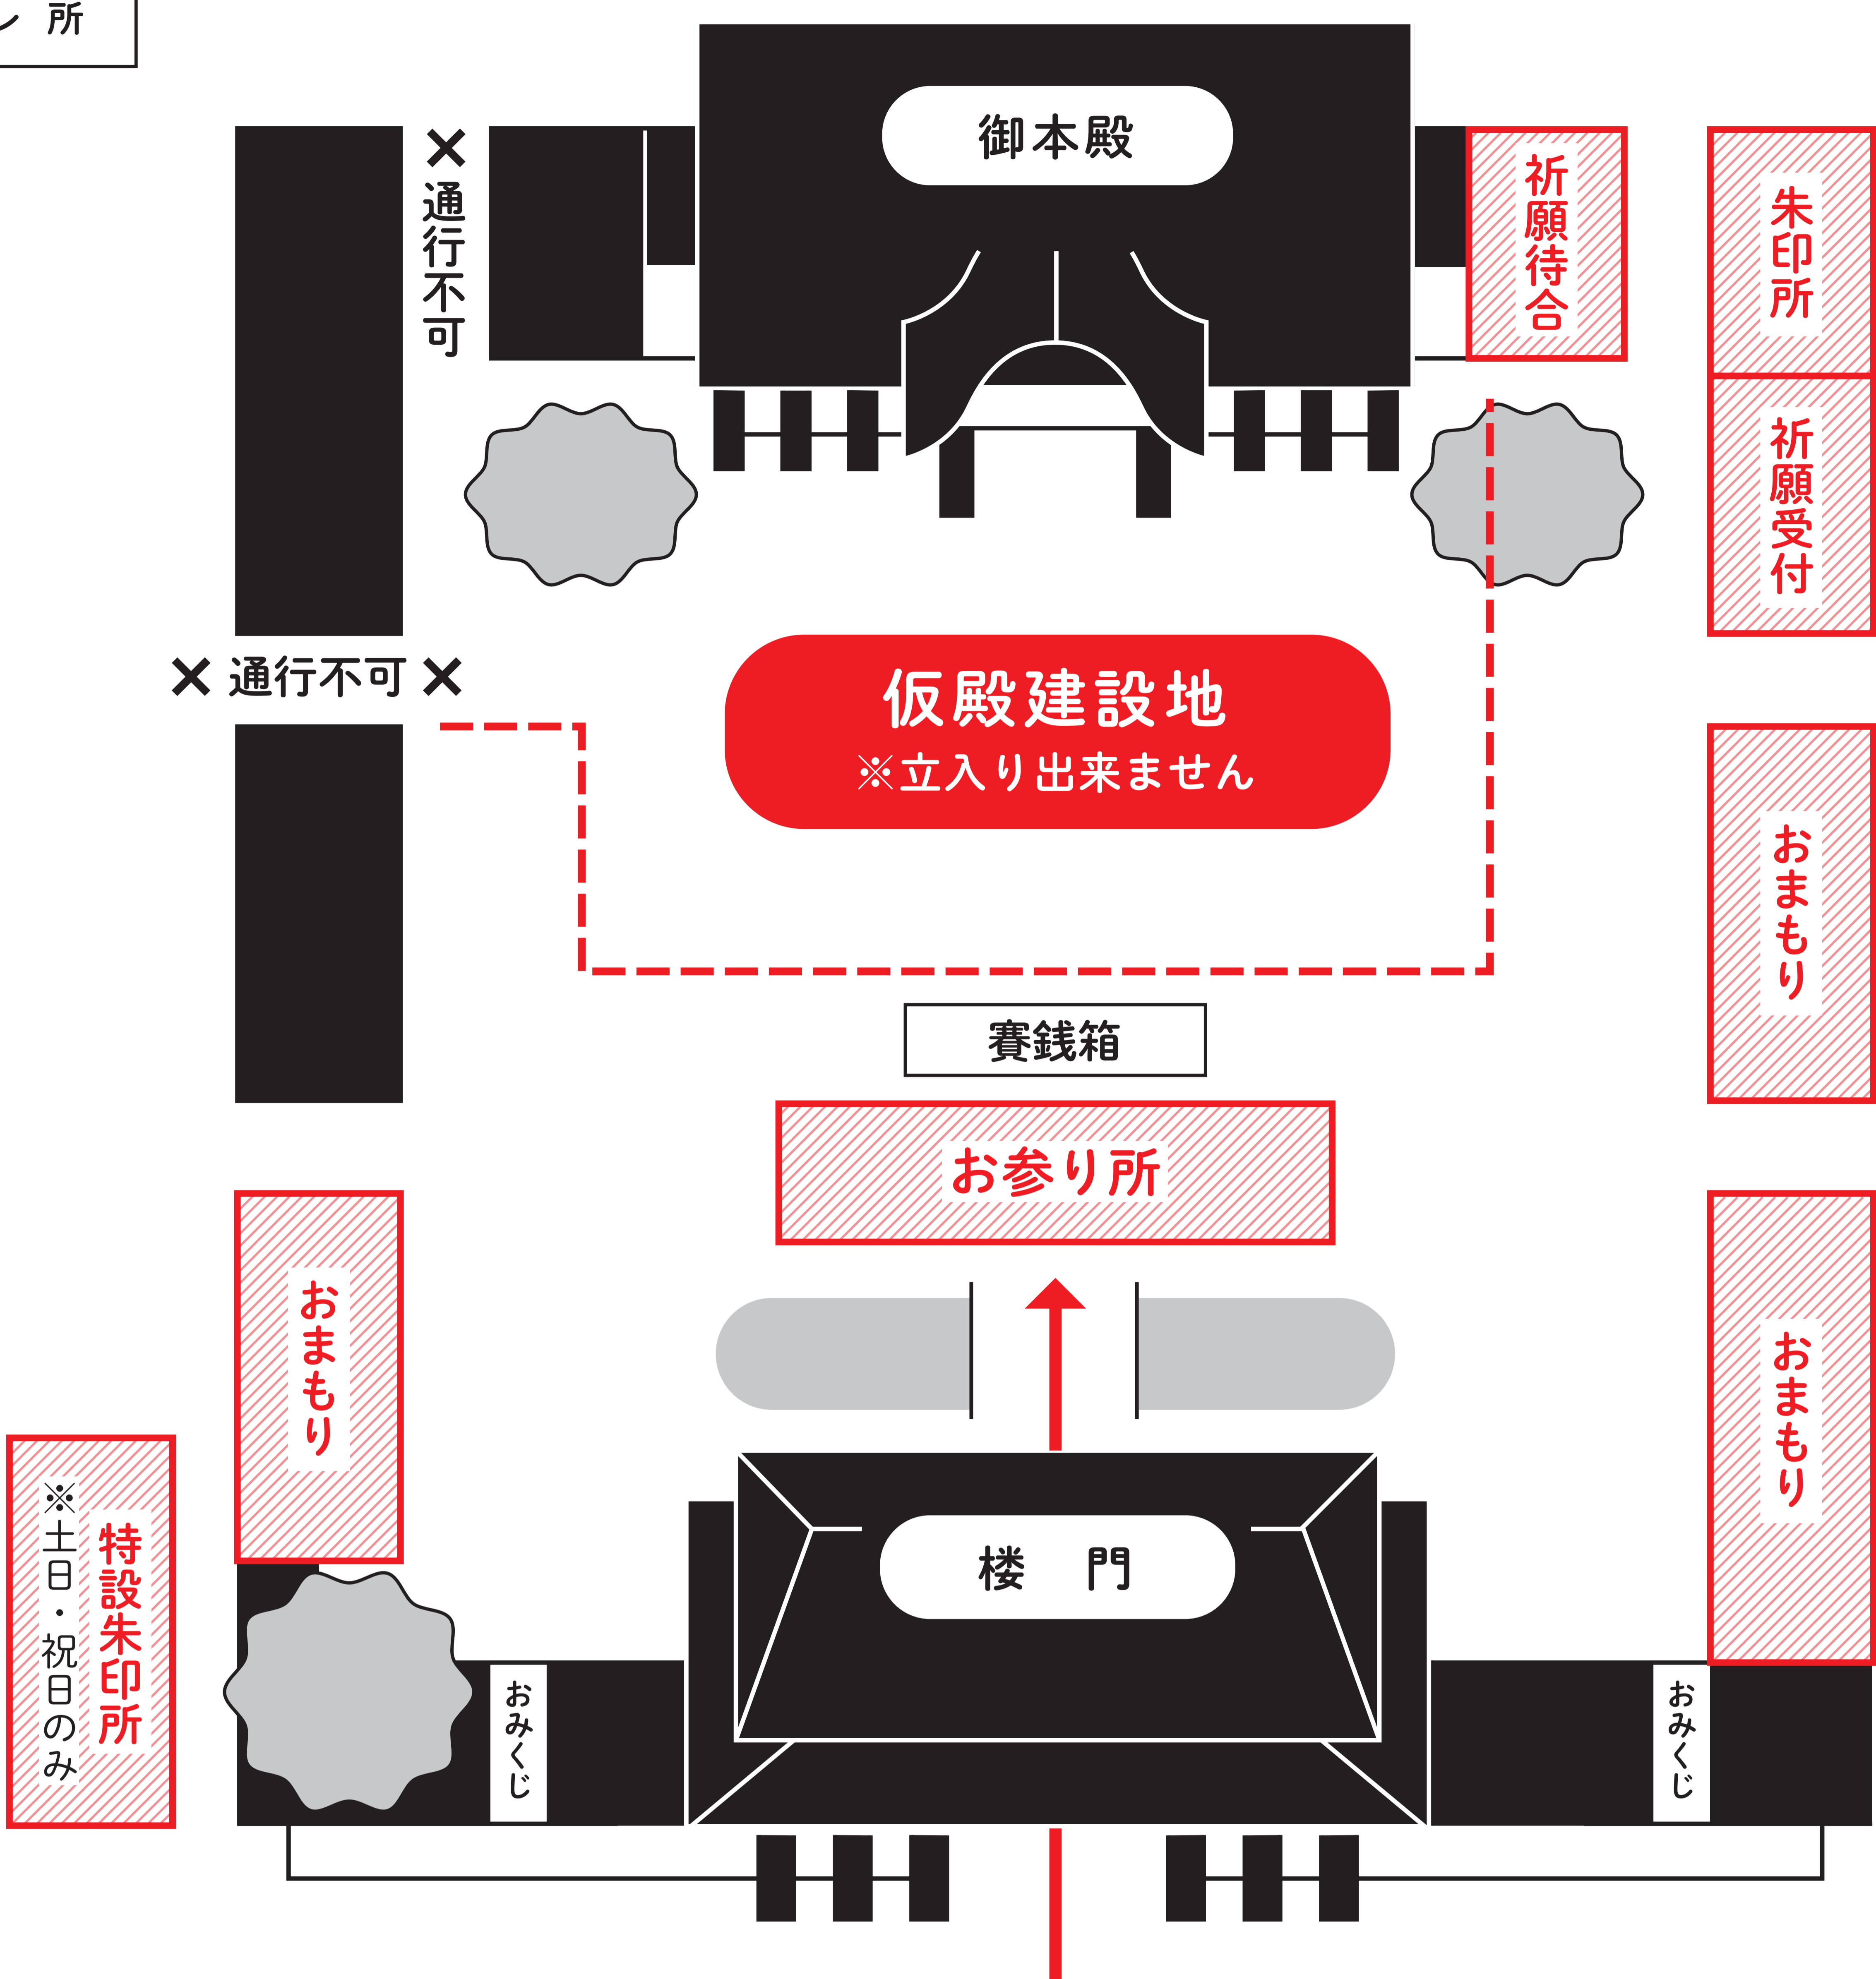 所
御本殿
通行不可
祈願待合
朱印所
祈願受付
通行不可
仮殿建設地
※立入り出来ません
おまもり
賽銭箱
お参り所
おまもり
おまもり
特設朱印所
※土日・祝日のみ
楼門
おみくじ
おみくじ